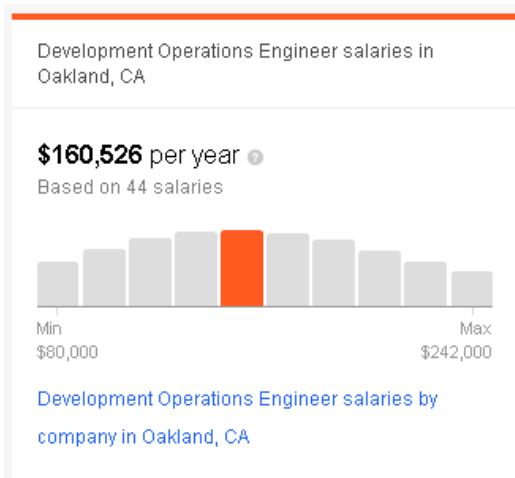 Development Operations Engineer salaries in
Oakland, CA
$160,526 per year ?
Based on 44 salaries
Min
Max
$80,000
$242,000
Development Operations Engineer salaries by
company in Oakland, CA